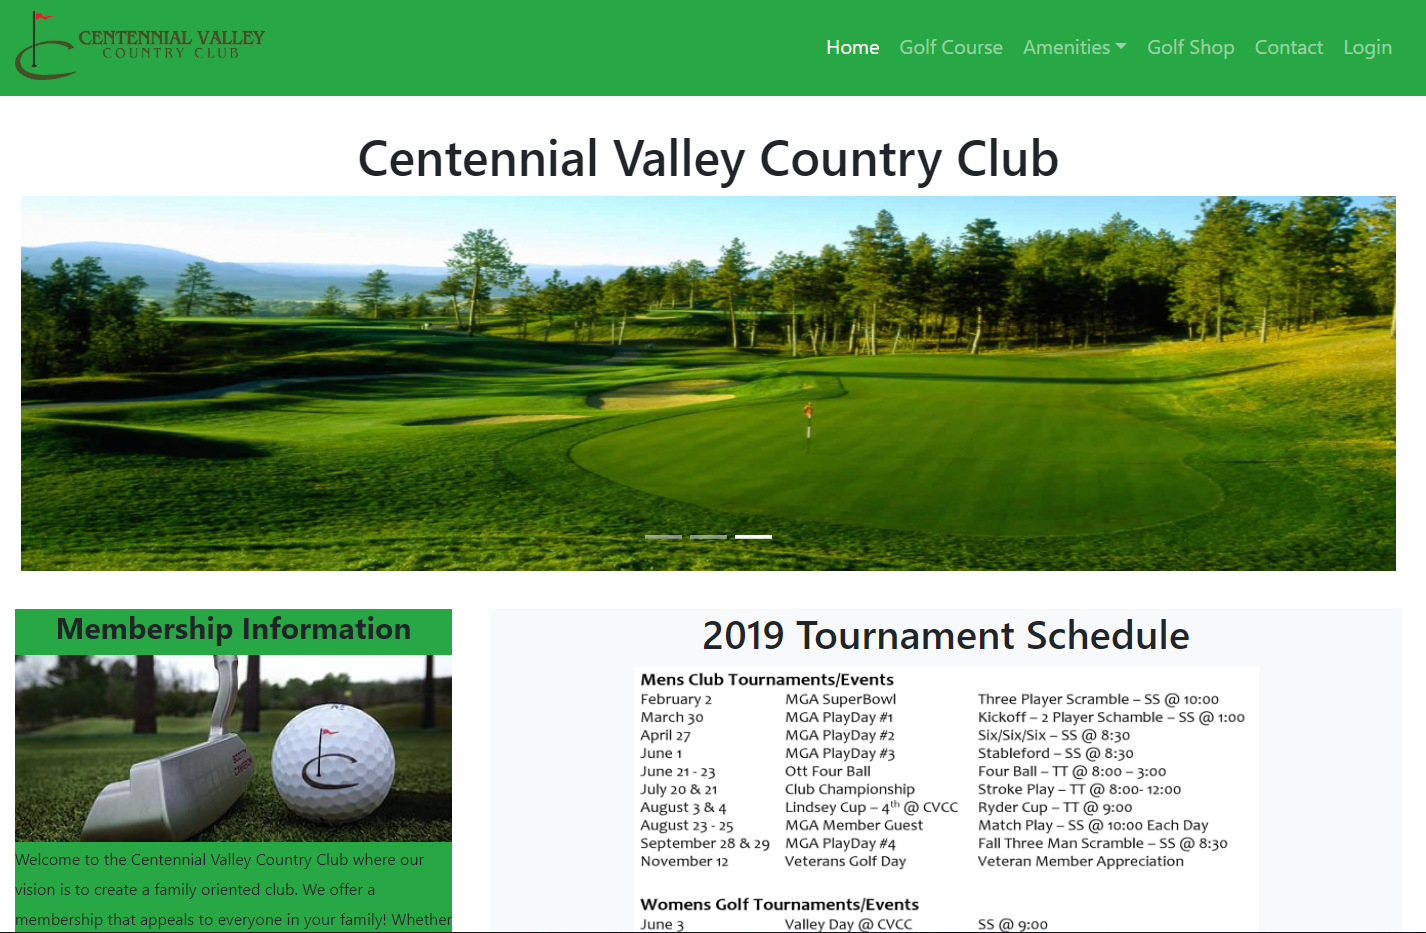 CENTENNIAL VALLEY
COUNTRY CLUB
Home Golf Course Amenities Golf Shop Contact Login
Centennial Valley Country Club
Membership Information
Welcome to the Centennial Valley Country Club where our
vision is to create a family oriented club. We offer a
membership that appeals to everyone in your family! Whether
2019 Tournament Schedule
Mens Club Tournaments/Events
February 2 MGA SuperBowl Three Player Scramble – SS @ 10:00
March 30 MGA PlayDay #1 Kickoff – 2 Player Schamble – SS @ 1:00
April 27 MGA PlayDay #2 Six/Six/Six – SS @ 8:30
June 1 MGA PlayDay #3 Stableford – SS @ 8:30
June 21 - 23 Ott Four Ball Four Ball – TT @ 8:00 – 3:00
July 20 & 21 Club Championship Stroke Play – TT @ 8:00- 12:00
August 3 & 4 Lindsey Cup – 4th @ CVCC Ryder Cup – TT @ 9:00
August 23 - 25 MGA Member Guest Match Play – SS @ 10:00 Each Day
September 28 & 29 MGA PlayDay #4 Fall Three Man Scramble – SS @ 8:30
November 12 Veterans Golf Day Veteran Member Appreciation
Womens Golf Tournaments/Events
June 3 Valley Day @ CVCC SS @ 9:00